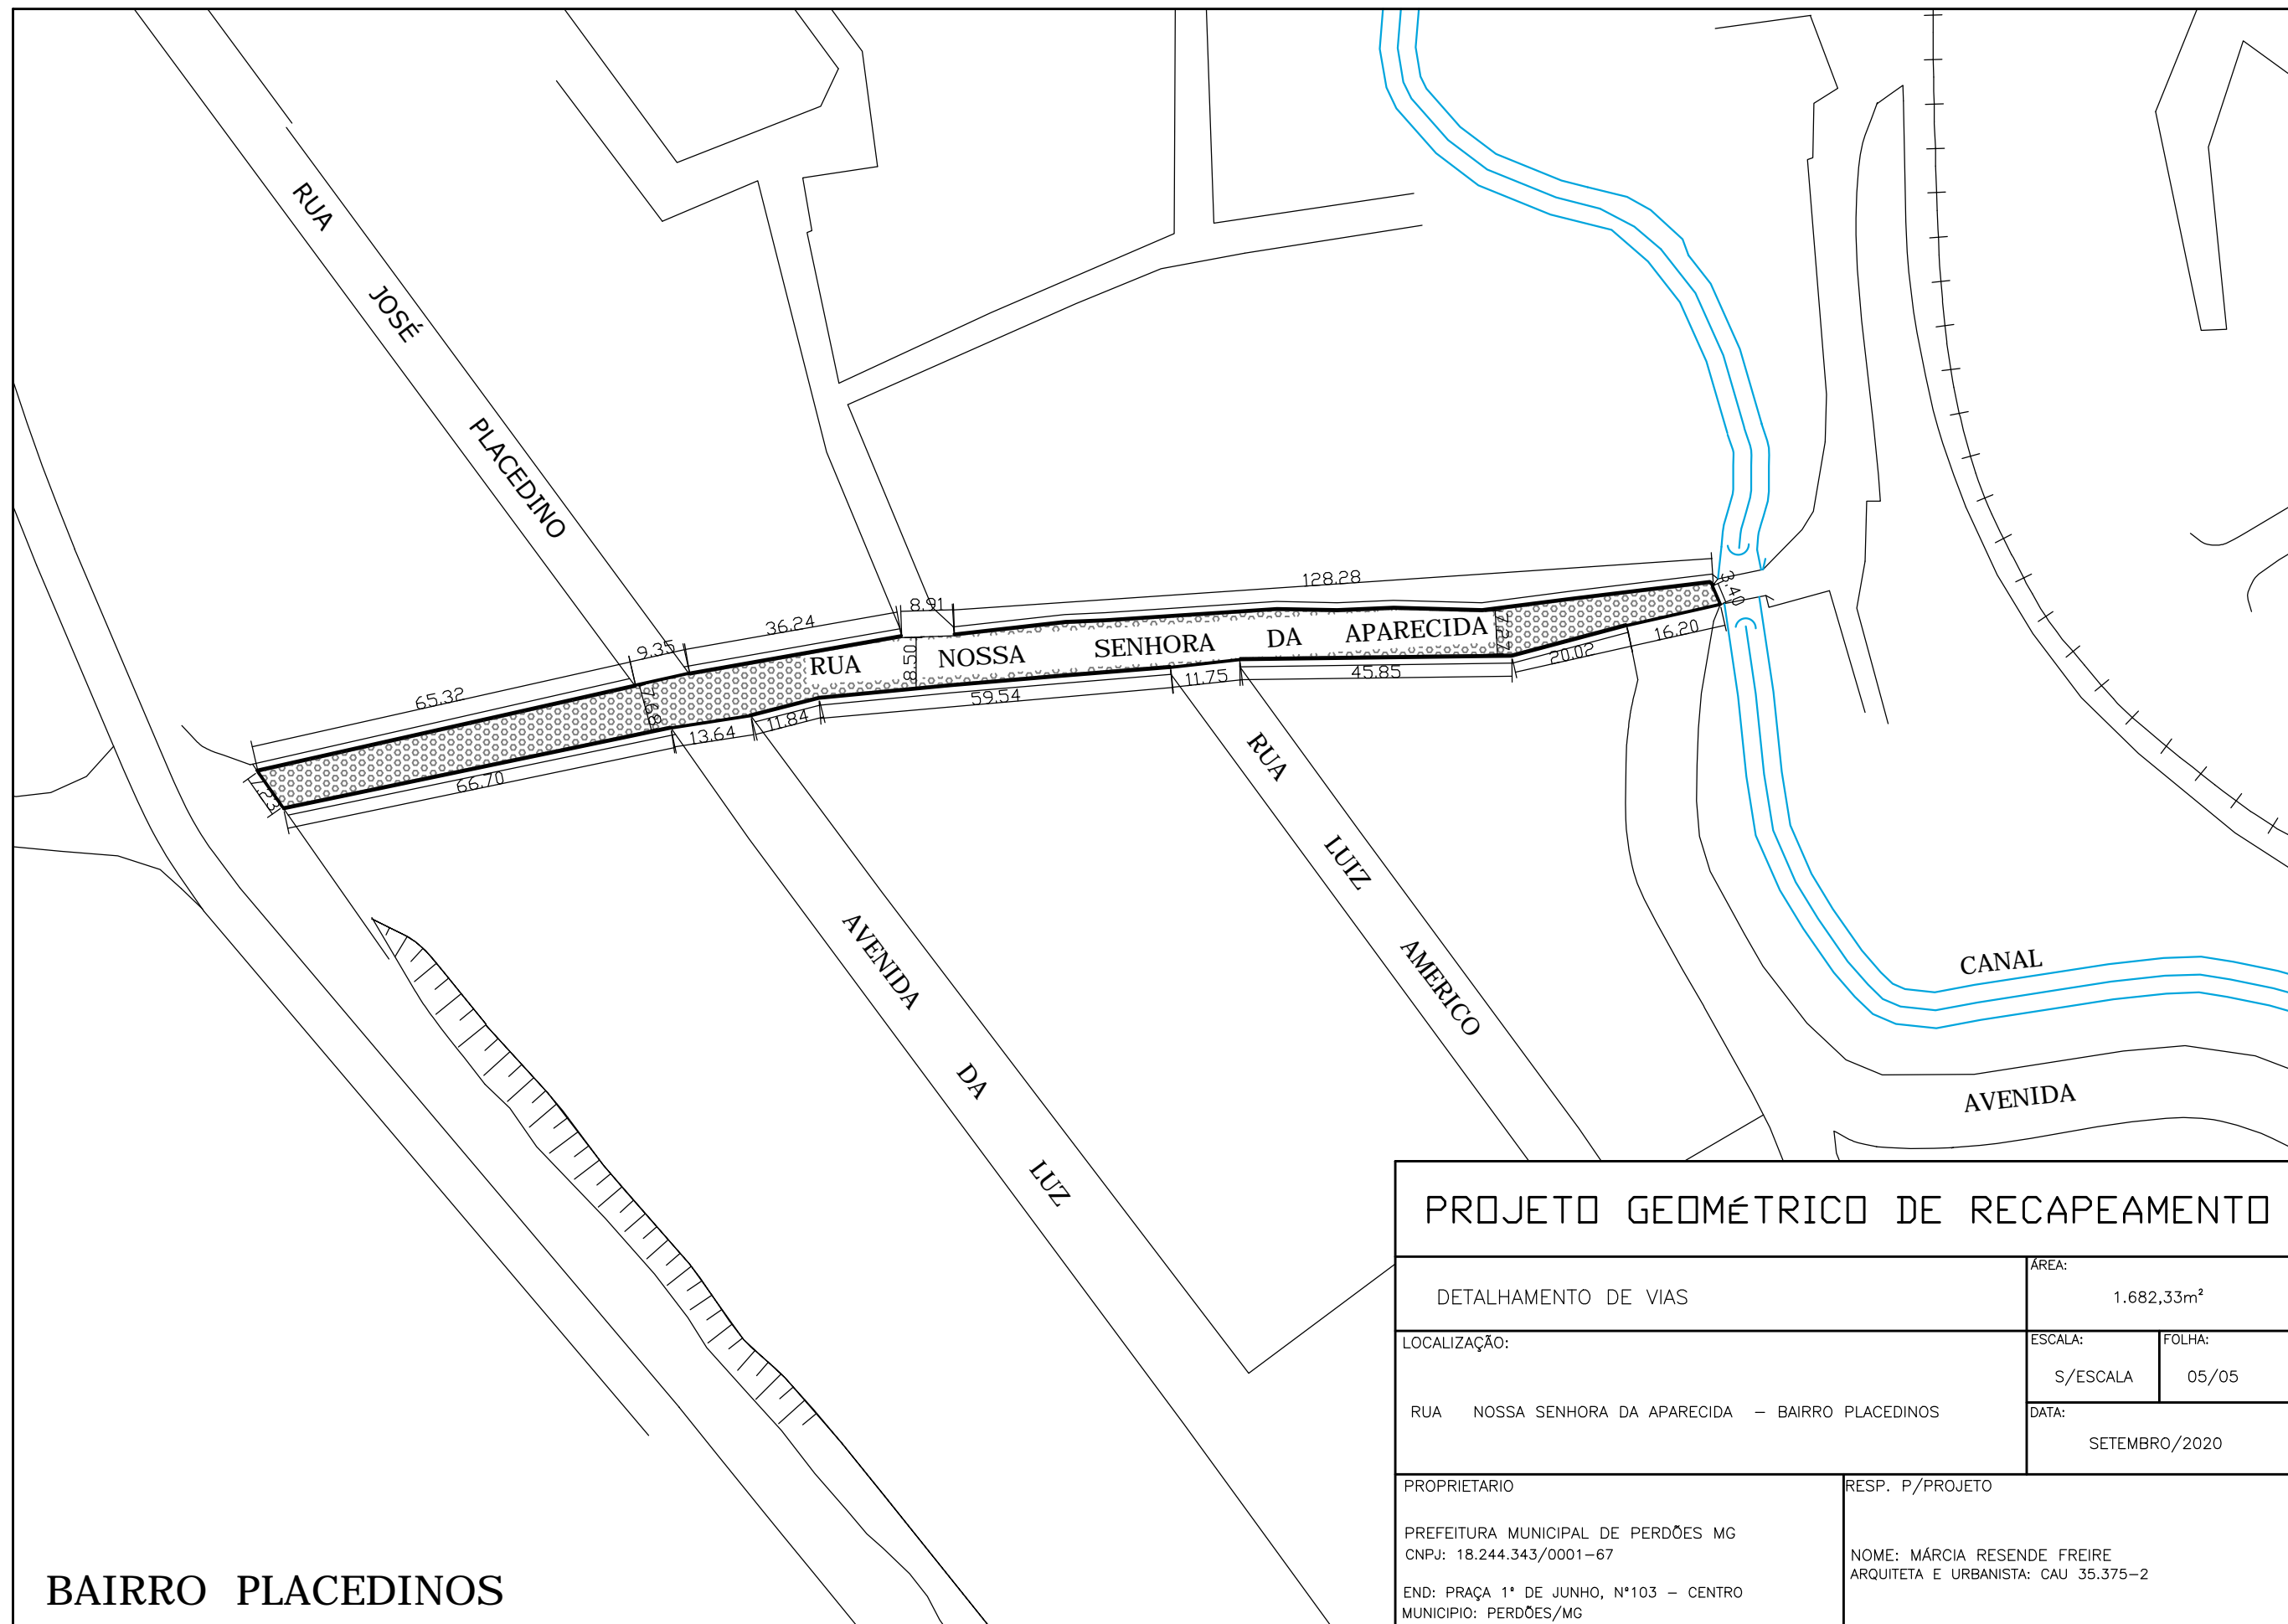 RUA JOSÉ PLACEDINO
128.28
3.40
8.91
36.24
9.35
65.32
RUA NOSSA SENHORA DA APARECIDA
8.50
7.68
16.20
20.02
45.85
11.75
59.54
11.84
13.64
66.70
RUA LUIZ AMERICO
AVENIDA DA LUZ
CANAL
AVENIDA
BAIRRO PLACEDINOS
PROJETO GEOMéTRICO DE RECAPEAMENTO
DETALHAMENTO DE VIAS
ÁREA:
1.682,33m²
LOCALIZAÇÃO:
RUA NOSSA SENHORA DA APARECIDA – BAIRRO PLACEDINOS
ESCALA:
S/ESCALA
FOLHA:
05/05
DATA:
SETEMBRO/2020
PROPRIETARIO
PREFEITURA MUNICIPAL DE PERDÕES MG
CNPJ: 18.244.343/0001-67
END: PRAÇA 1º DE JUNHO, Nº103 – CENTRO
MUNICIPIO: PERDÕES/MG
RESP. P/PROJETO
NOME: MÁRCIA RESENDE FREIRE
ARQUITETA E URBANISTA: CAU 35.375-2